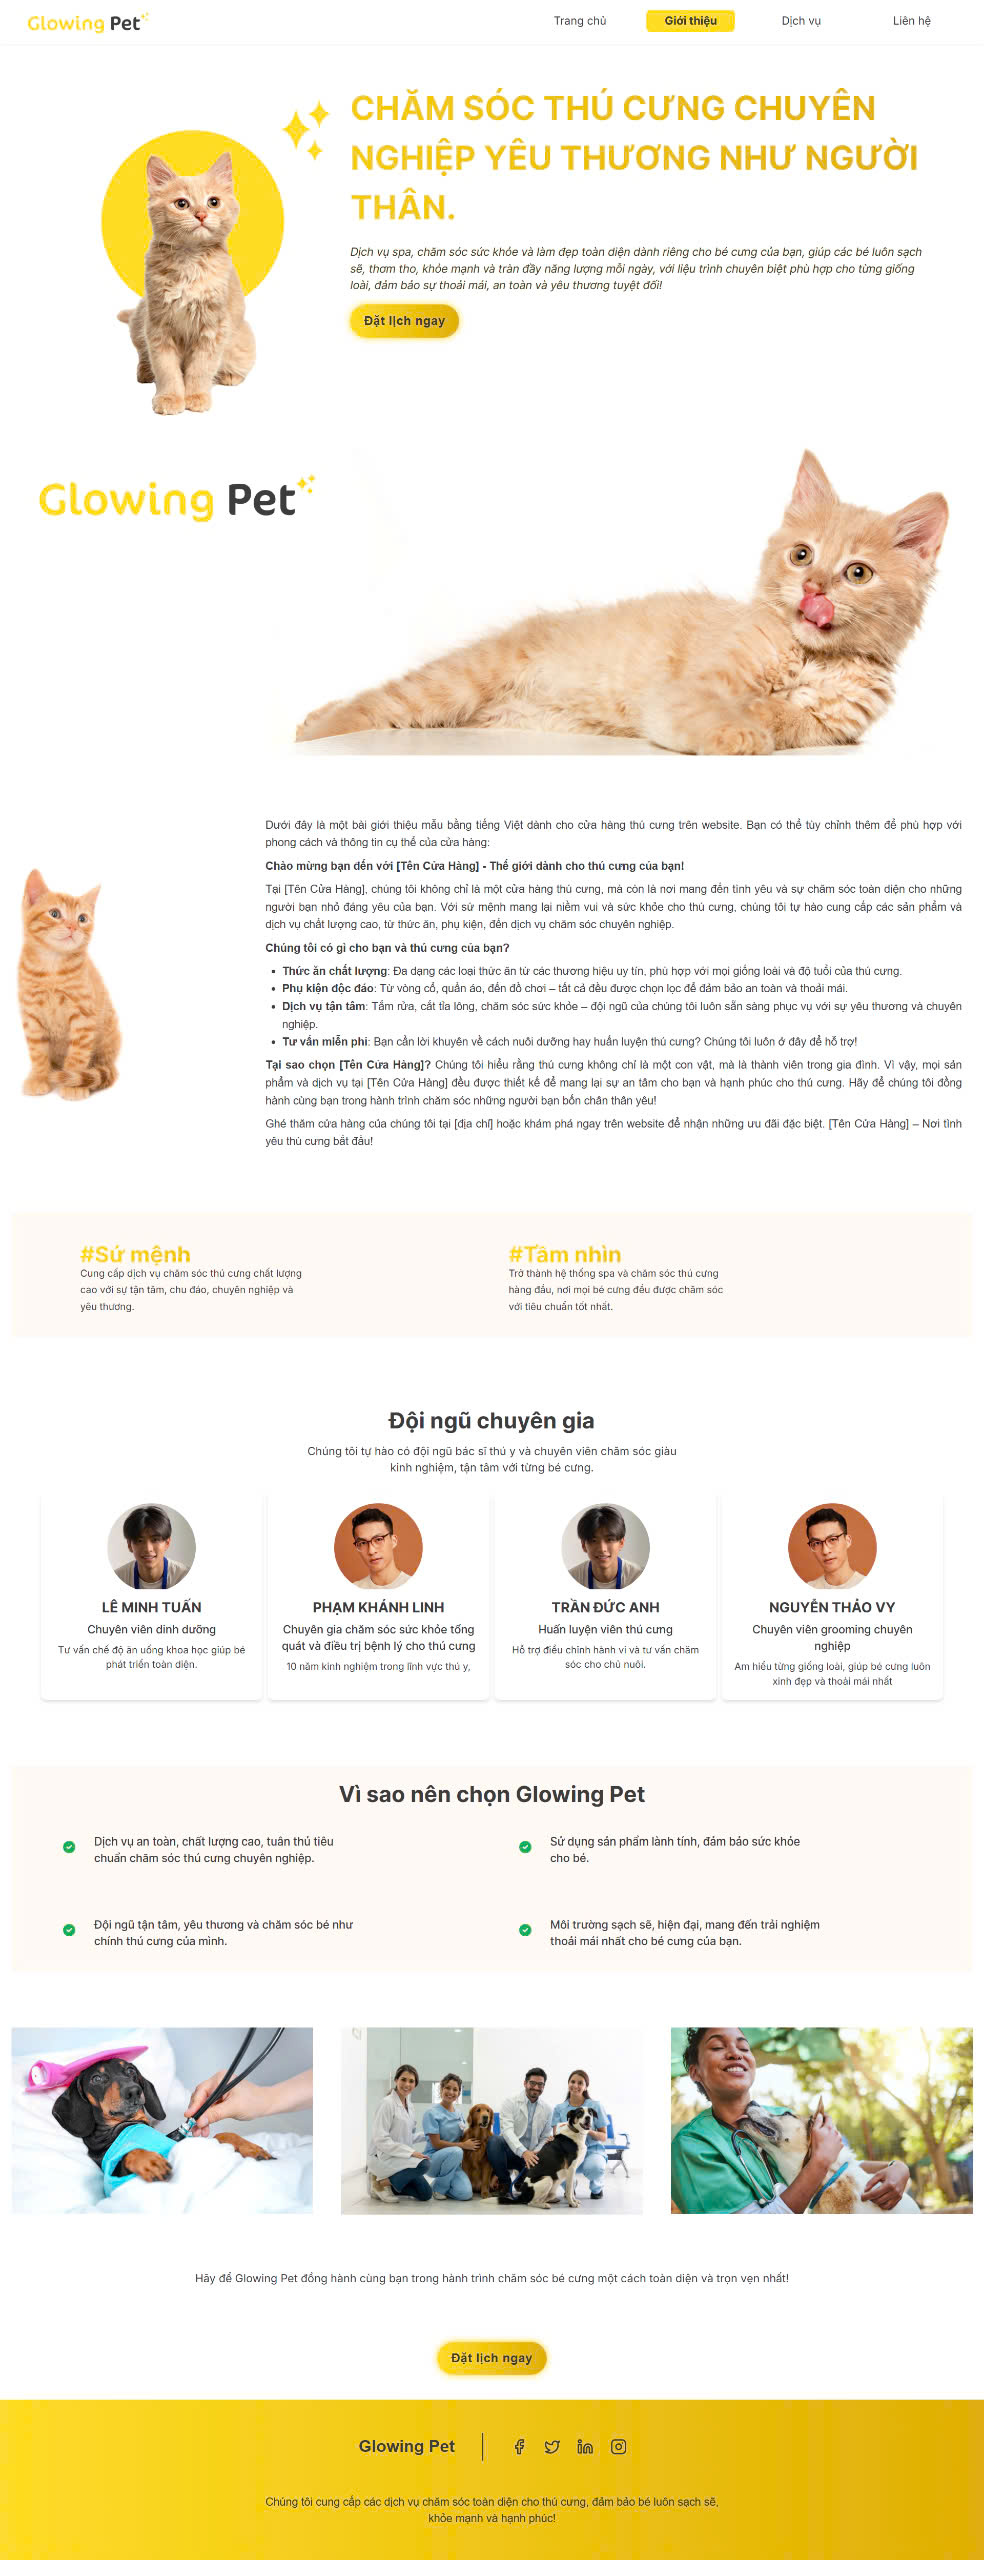 Glowing Pet
Trang chủ
Giới thiệu
Dịch vụ
Liên hệ
CHĂM SÓC THÚ CƯNG CHUYÊN
NGHIỆP YÊU THƯƠNG NHƯ NGƯỜI
THÂN.
Dịch vụ spa, chăm sóc sức khỏe và làm đẹp toàn diện dành riêng cho bé cưng của bạn, giúp các bé luôn sạch
sẽ, thơm tho, khỏe mạnh và tràn đầy năng lượng mỗi ngày, với liệu trình chuyên biệt phù hợp cho từng giống
loài, đảm bảo sự thoải mái, an toàn và yêu thương tuyệt đối!
Đặt lịch ngay
Glowing Pet
Dưới đây là một bài giới thiệu mẫu bằng tiếng Việt dành cho cửa hàng thú cưng trên website. Bạn có thể tùy chỉnh thêm để phù hợp với
phong cách và thông tin cụ thể của cửa hàng:
Chào mừng bạn đến với [Tên Cửa Hàng] - Thế giới dành cho thú cưng của bạn!
Tại [Tên Cửa Hàng], chúng tôi không chỉ là một cửa hàng thú cưng, mà còn là nơi mang đến tình yêu và sự chăm sóc toàn diện cho những
người bạn nhỏ đáng yêu của bạn. Với sứ mệnh mang lại niềm vui và sức khỏe cho thú cưng, chúng tôi tự hào cung cấp các sản phẩm và
dịch vụ chất lượng cao, từ thức ăn, phụ kiện, đến dịch vụ chăm sóc chuyên nghiệp.
Chúng tôi có gì cho bạn và thú cưng của bạn?
• Thức ăn chất lượng: Đa dạng các loại thức ăn từ các thương hiệu uy tín, phù hợp với mọi giống loài và độ tuổi của thú cưng.
• Phụ kiện độc đáo: Từ vòng cổ, quần áo, đến đồ chơi – tất cả đều được chọn lọc để đảm bảo an toàn và thoải mái.
• Dịch vụ tận tâm: Tắm rửa, cắt tỉa lông, chăm sóc sức khỏe – đội ngũ của chúng tôi luôn sẵn sàng phục vụ với sự yêu thương và chuyên
nghiệp.
• Tư vấn miễn phí: Bạn cần lời khuyên về cách nuôi dưỡng hay huấn luyện thú cưng? Chúng tôi luôn ở đây để hỗ trợ!
Tại sao chọn [Tên Cửa Hàng]? Chúng tôi hiểu rằng thú cưng không chỉ là một con vật, mà là thành viên trong gia đình. Vì vậy, mọi sản
phẩm và dịch vụ tại [Tên Cửa Hàng] đều được thiết kế để mang lại sự an tâm cho bạn và hạnh phúc cho thú cưng. Hãy để chúng tôi đồng
hành cùng bạn trong hành trình chăm sóc những người bạn bốn chân thân yêu!
Ghé thăm cửa hàng của chúng tôi tại [địa chỉ] hoặc khám phá ngay trên website để nhận những ưu đãi đặc biệt. [Tên Cửa Hàng] – Nơi tình
yêu thú cưng bắt đầu!
#Sứ mệnh
Cung cấp dịch vụ chăm sóc thú cưng chất lượng
cao với sự tận tâm, chu đáo, chuyên nghiệp và
yêu thương.
#Tầm nhìn
Trở thành hệ thống spa và chăm sóc thú cưng
hàng đầu, nơi mọi bé cưng đều được chăm sóc
với tiêu chuẩn tốt nhất.
Đội ngũ chuyên gia
Chúng tôi tự hào có đội ngũ bác sĩ thú y và chuyên viên chăm sóc giàu
kinh nghiệm, tận tâm với từng bé cưng.
LÊ MINH TUẤN
Chuyên viên dinh dưỡng
Tư vấn chế độ ăn uống khoa học giúp bé
phát triển toàn diện.
PHẠM KHÁNH LINH
Chuyên gia chăm sóc sức khỏe tổng
quát và điều trị bệnh lý cho thú cưng
10 năm kinh nghiệm trong lĩnh vực thú y,
TRẦN ĐỨC ANH
Huấn luyện viên thú cưng
Hỗ trợ điều chỉnh hành vi và tư vấn chăm
sóc cho chủ nuôi.
NGUYỄN THẢO VY
Chuyên viên grooming chuyên
nghiệp
Am hiểu từng giống loài, giúp bé cưng luôn
xinh đẹp và thoải mái nhất
Vì sao nên chọn Glowing Pet
Dịch vụ an toàn, chất lượng cao, tuân thủ tiêu
chuẩn chăm sóc thú cưng chuyên nghiệp.
Sử dụng sản phẩm lành tính, đảm bảo sức khỏe
cho bé.
Đội ngũ tận tâm, yêu thương và chăm sóc bé như
chính thú cưng của mình.
Môi trường sạch sẽ, hiện đại, mang đến trải nghiệm
thoải mái nhất cho bé cưng của bạn.
Hãy để Glowing Pet đồng hành cùng bạn trong hành trình chăm sóc bé cưng một cách toàn diện và trọn vẹn nhất!
Đặt lịch ngay
Glowing Pet
Chúng tôi cung cấp các dịch vụ chăm sóc toàn diện cho thú cưng, đảm bảo bé luôn sạch sẽ,
khỏe mạnh và hạnh phúc!